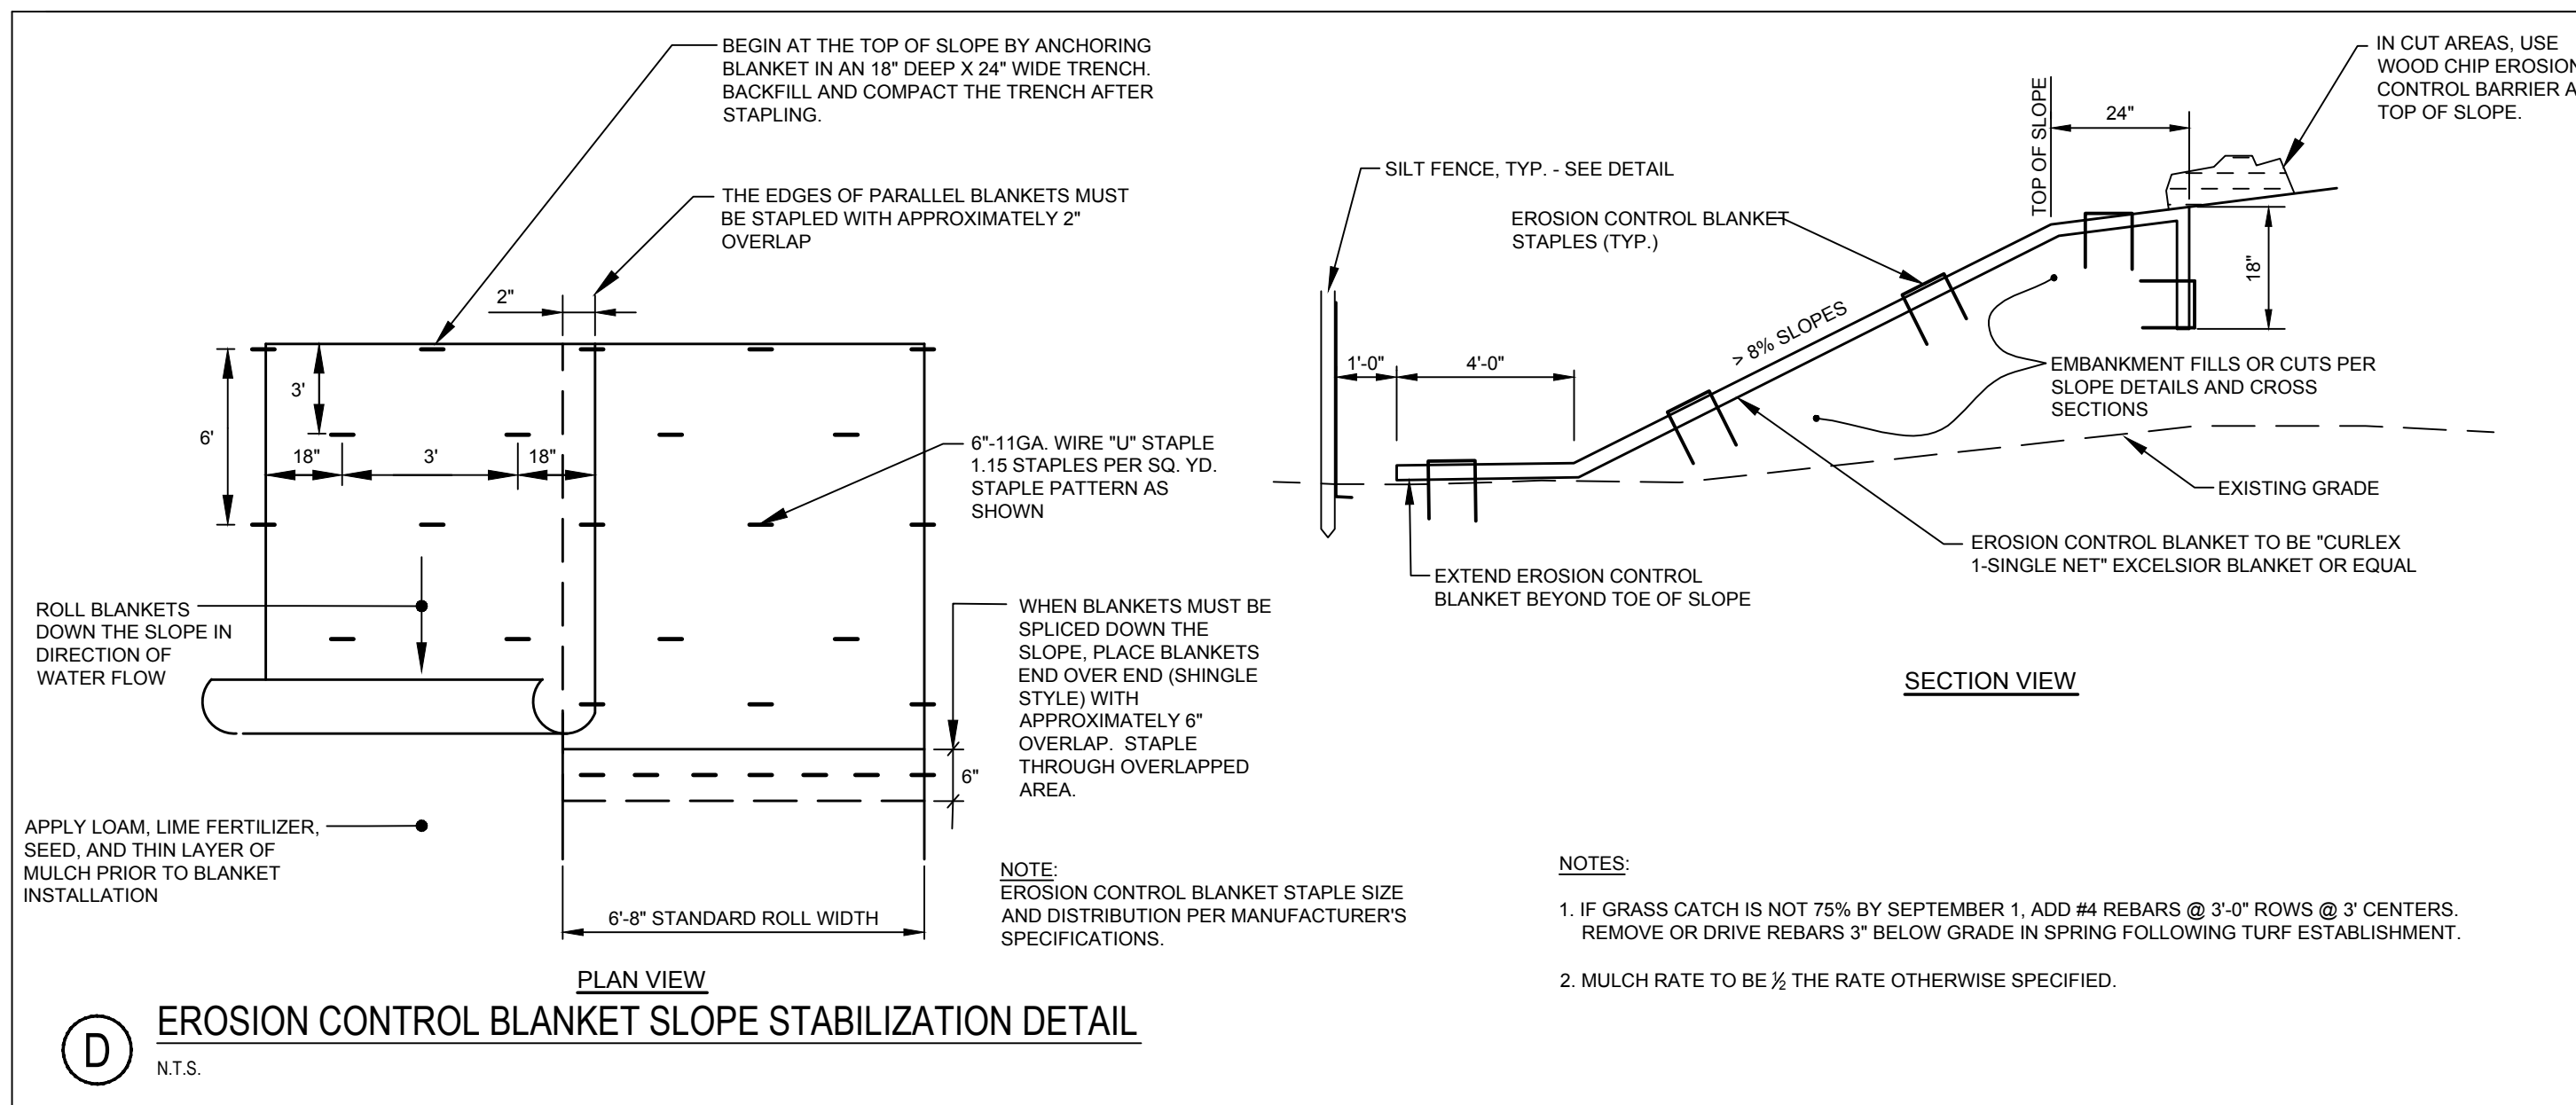 BEGIN AT THE TOP OF SLOPE BY ANCHORING
BLANKET IN AN 18" DEEP X 24" WIDE TRENCH.
BACKFILL AND COMPACT THE TRENCH AFTER
STAPLING.
THE EDGES OF PARALLEL BLANKETS MUST
BE STAPLED WITH APPROXIMATELY 2"
OVERLAP
2"
3'
6'
18"
3'
18"
6"-11GA. WIRE "U" STAPLE
1.15 STAPLES PER SQ. YD.
STAPLE PATTERN AS
SHOWN
ROLL BLANKETS
DOWN THE SLOPE IN
DIRECTION OF
WATER FLOW
WHEN BLANKETS MUST BE
SPLICED DOWN THE
SLOPE, PLACE BLANKETS
END OVER END (SHINGLE
STYLE) WITH
APPROXIMATELY 6"
OVERLAP. STAPLE
THROUGH OVERLAPPED
AREA.
6"
APPLY LOAM, LIME FERTILIZER,
SEED, AND THIN LAYER OF
MULCH PRIOR TO BLANKET
INSTALLATION
6'-8" STANDARD ROLL WIDTH
NOTE:
EROSION CONTROL BLANKET STAPLE SIZE
AND DISTRIBUTION PER MANUFACTURER'S
SPECIFICATIONS.
PLAN VIEW
D
EROSION CONTROL BLANKET SLOPE STABILIZATION DETAIL
N.T.S.
IN CUT AREAS, USE
WOOD CHIP EROSION
CONTROL BARRIER A
TOP OF SLOPE.
TOP OF SLOPE
24"
SILT FENCE, TYP. - SEE DETAIL
EROSION CONTROL BLANKET
STAPLES (TYP.)
18"
> 8% SLOPES
1'-0"
4'-0"
EMBANKMENT FILLS OR CUTS PER
SLOPE DETAILS AND CROSS
SECTIONS
EXISTING GRADE
EROSION CONTROL BLANKET TO BE "CURLEX
1-SINGLE NET" EXCELSIOR BLANKET OR EQUAL
EXTEND EROSION CONTROL
BLANKET BEYOND TOE OF SLOPE
SECTION VIEW
NOTES:
1. IF GRASS CATCH IS NOT 75% BY SEPTEMBER 1, ADD #4 REBARS @ 3'-0" ROWS @ 3' CENTERS.
REMOVE OR DRIVE REBARS 3" BELOW GRADE IN SPRING FOLLOWING TURF ESTABLISHMENT.
2. MULCH RATE TO BE ½ THE RATE OTHERWISE SPECIFIED.